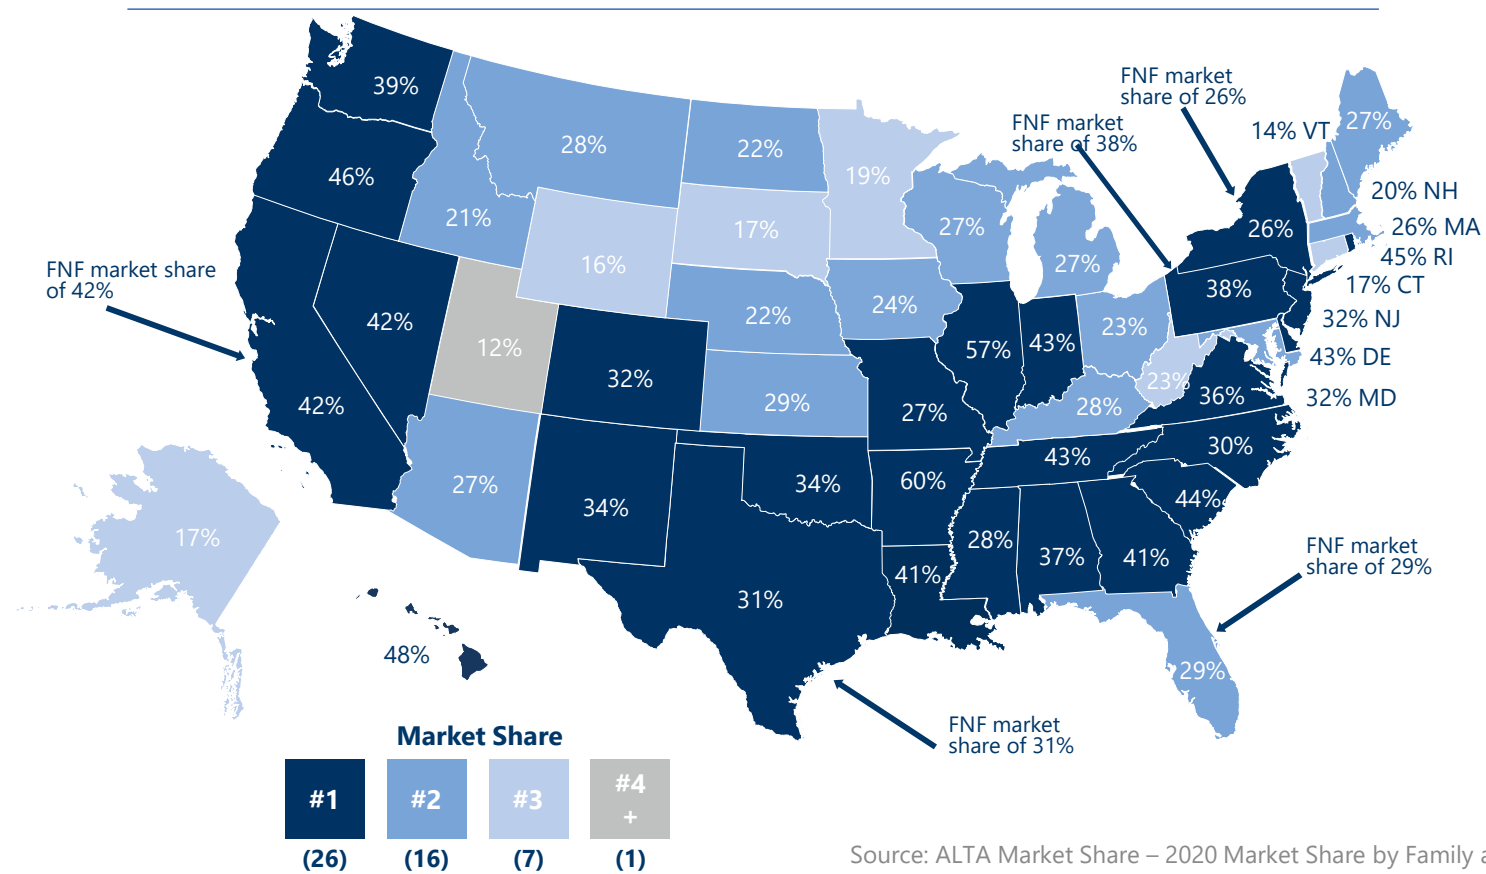 FNF market
share of 26%
FNF market
share of 38%
39%
28%
22%
19%
14% VT
27%
46%
21%
17%
27%
27%
26%
20% NH
26% MA
45% RI
17% CT
FNF market share
of 42%
16%
42%
12%
32%
22%
24%
57%
43%
23%
38%
32% NJ
43% DE
32% MD
42%
29%
27%
28%
23%
36%
30%
43%
44%
27%
34%
34%
60%
17%
31%
41%
28%
37%
41%
FNF market
share of 29%
48%
29%
FNF market
share of 31%
Market Share
#1
#2
#3
#4
+
(26)
(16)
(7)
(1)
Source: ALTA Market Share – 2020 Market Share by Family a